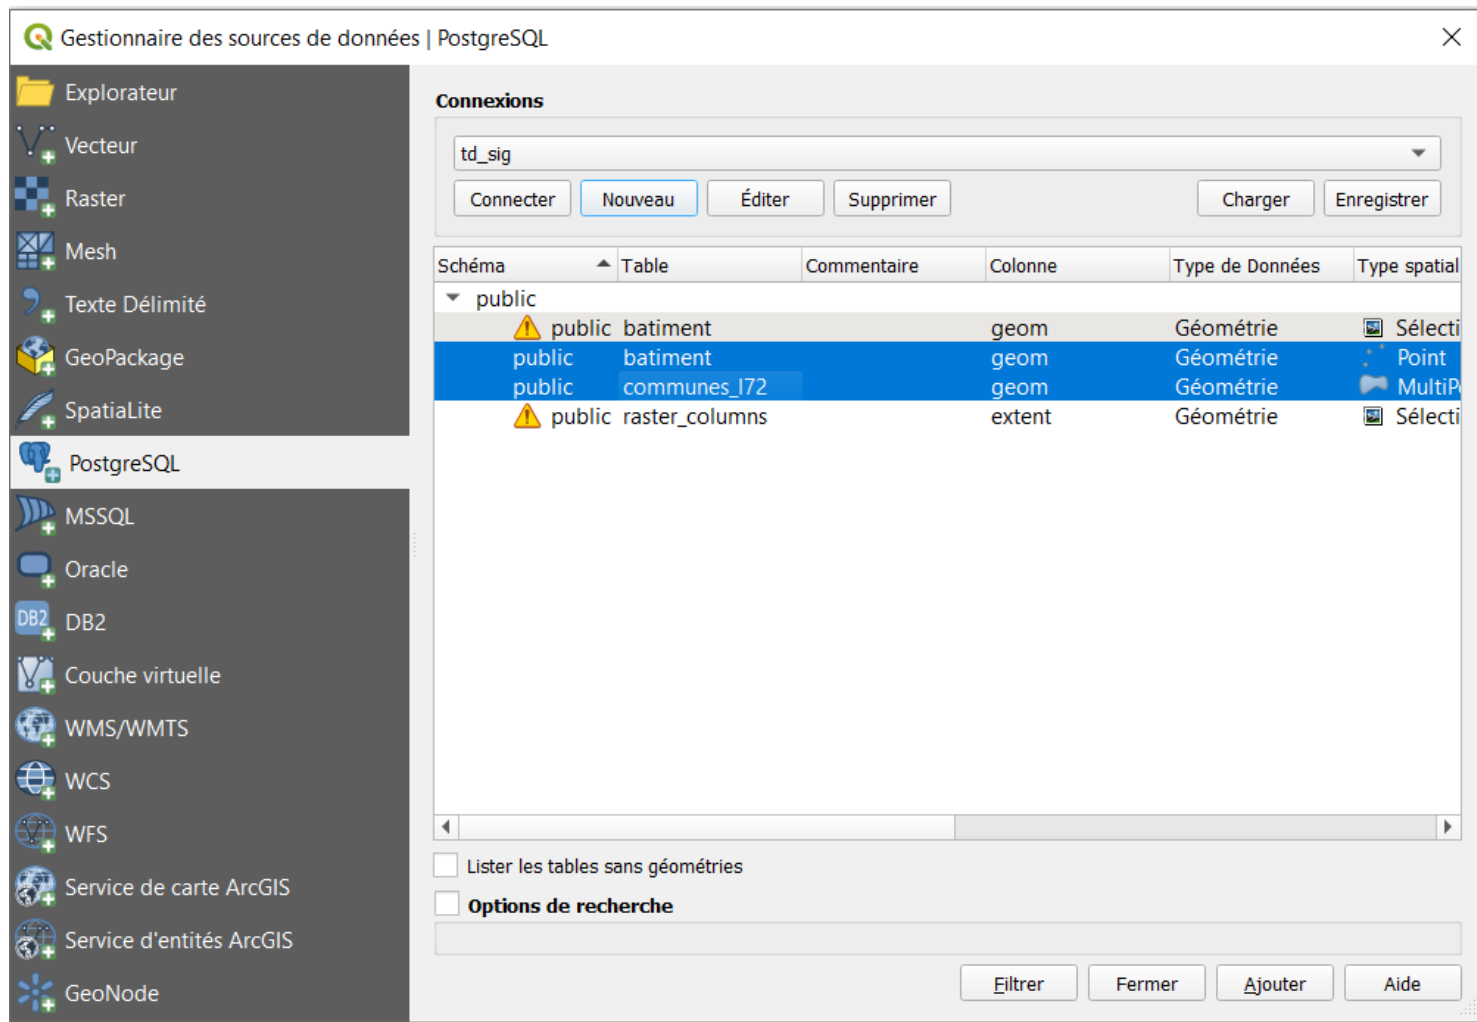 Gestionnaire des sources de données | PostgreSQL
Explorateur
Vecteur
Raster
Mesh
Texte Délimité
GeoPackage
SpatiaLite
PostgreSQL
MSSQL
Oracle
DB2 DB2
Couche virtuelle
WMS/WMTS
WCS
WFS
Service de carte ArcGIS
Service d'entités ArcGIS
GeoNode
Connexions
td_sig
Connecter Nouveau Éditer Supprimer Charger Enregistrer
Schéma Table Commentaire Colonne Type de Données Type spatial
public
public batiment geom Géométrie Sélecti
public batiment geom Géométrie Point
public communes_l72 geom Géométrie MultiPo
public raster_columns extent Géométrie Sélecti
Lister les tables sans géométries
Options de recherche
Filtrer Fermer Ajouter Aide